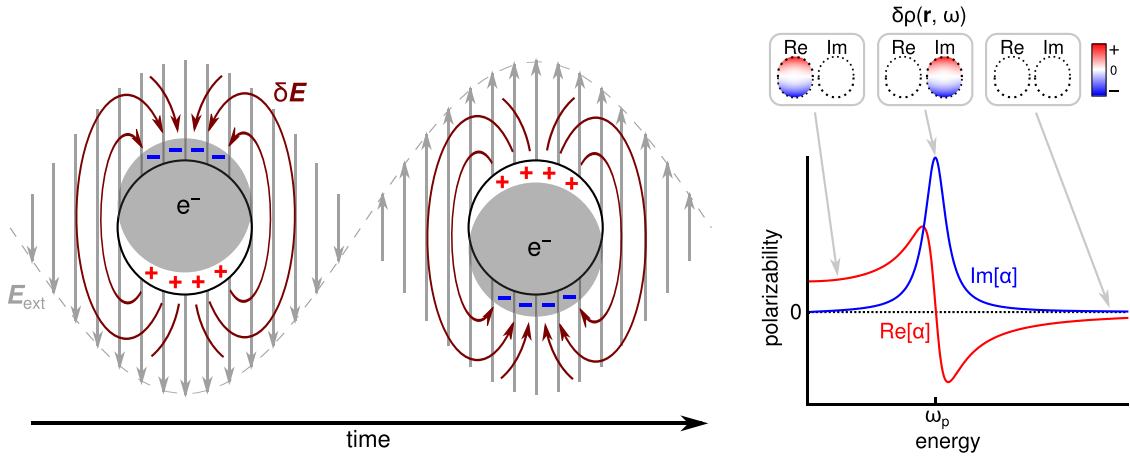 δE
− − − −
e⁻
+ + + +
E_ext
+ + + +
e⁻
− − − −
time
δρ(r, ω)
Re Im
Re Im
Re Im
+
0
−
polarizability
0
Im[α]
Re[α]
ω_p
energy